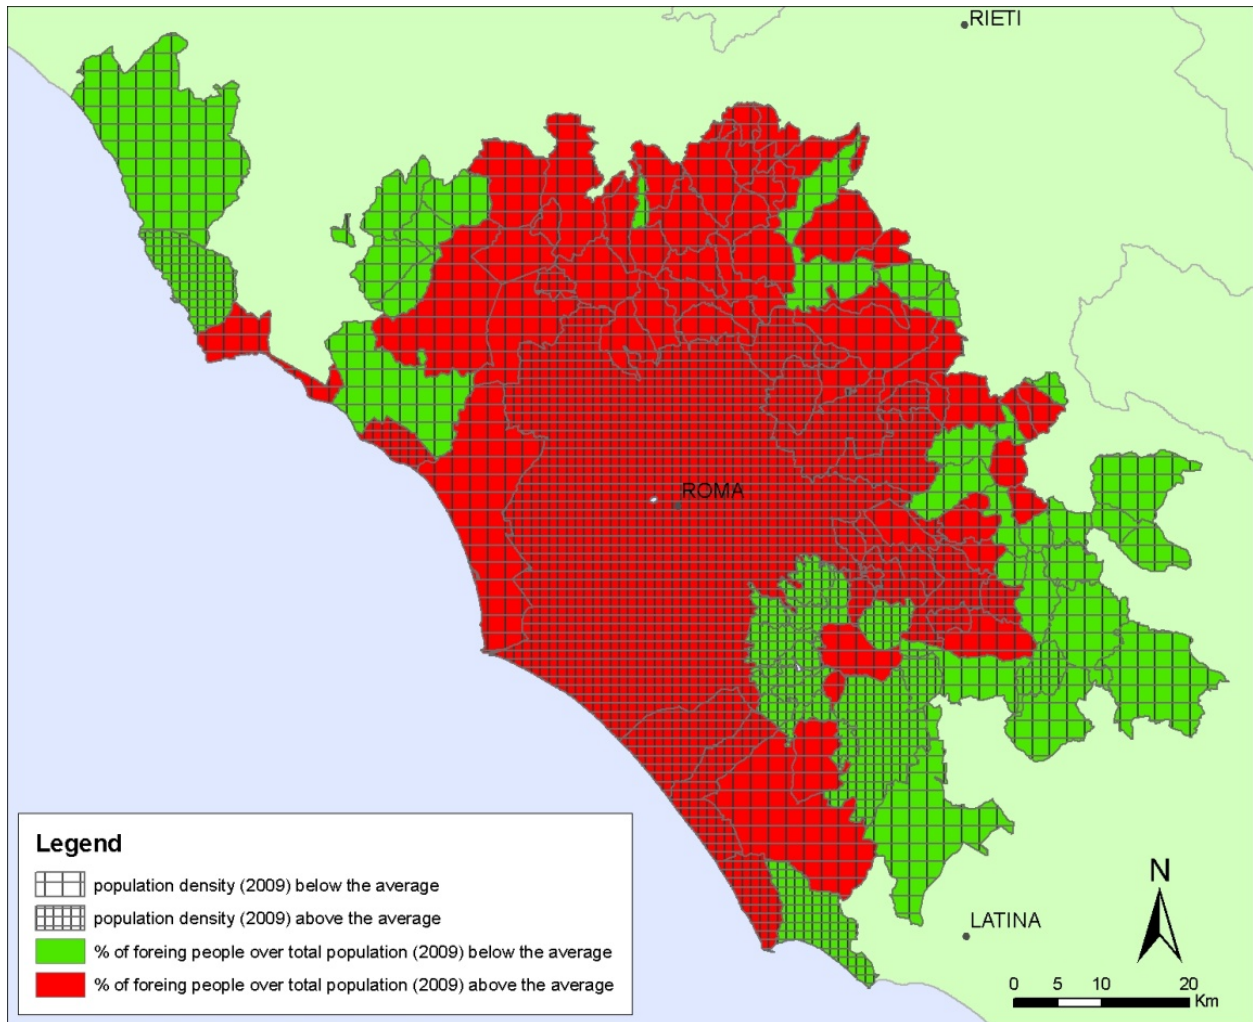 RIETI
ROMA
Legend
population density (2009) below the average
population density (2009) above the average
% of foreing people over total population (2009) below the average
% of foreing people over total population (2009) above the average
LATINA
N
0 5 10 20
Km